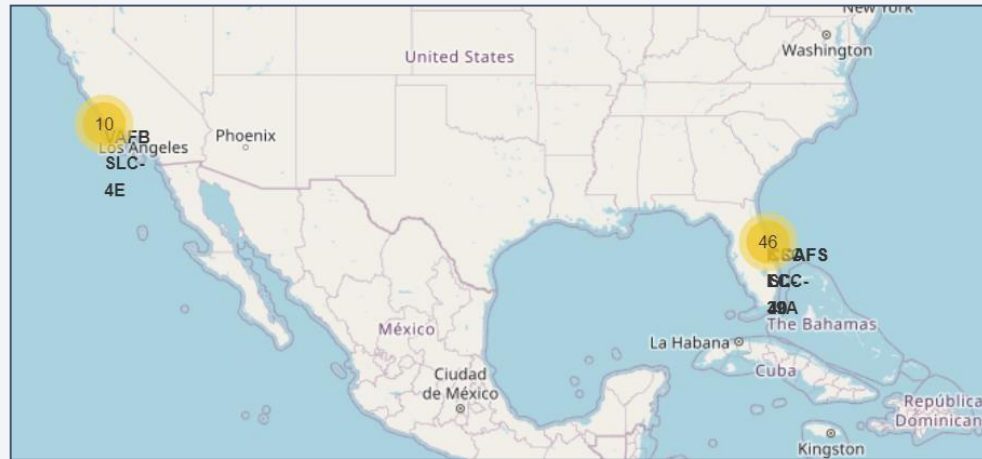 New York
Washington
United States
10
VAFB
Los Angeles
SLC-
4E
Phoenix
46
México
The Bahamas
La Habana
Cuba
Ciudad
de México
República
Dominican
Kingston